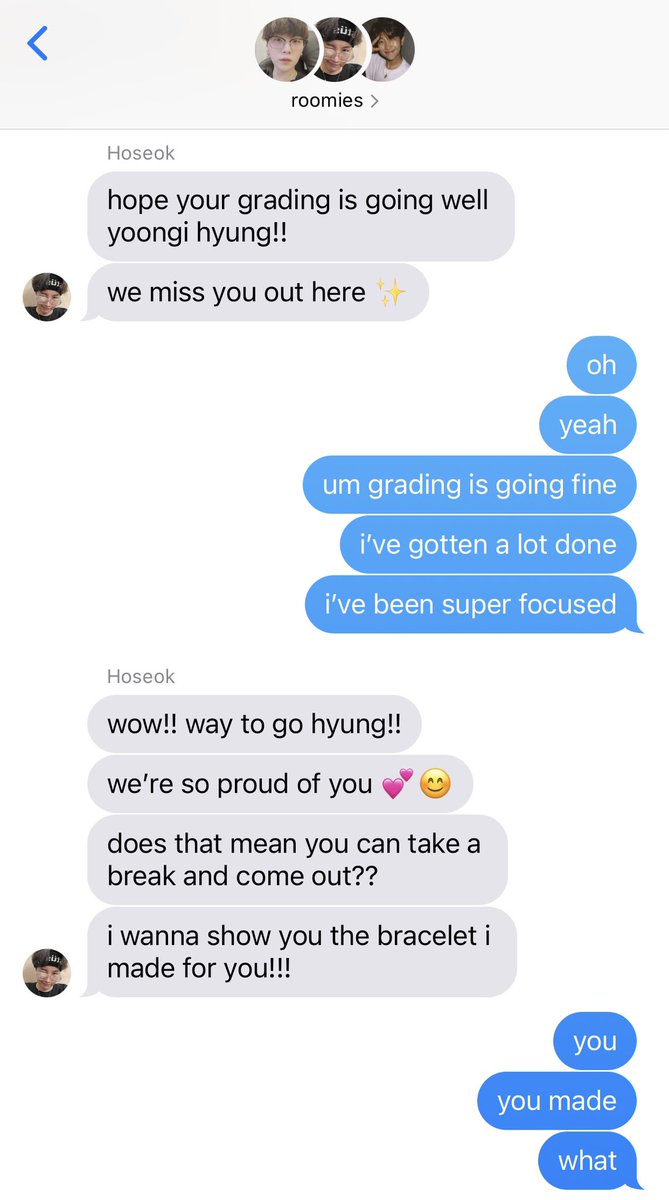 roomies
Hoseok
hope your grading is going well
yoongi hyung!!
we miss you out here ✨
oh
yeah
um grading is going fine
i’ve gotten a lot done
i’ve been super focused
Hoseok
wow!! way to go hyung!!
we’re so proud of you 💕😊
does that mean you can take a
break and come out??
i wanna show you the bracelet i
made for you!!!
you
you made
what